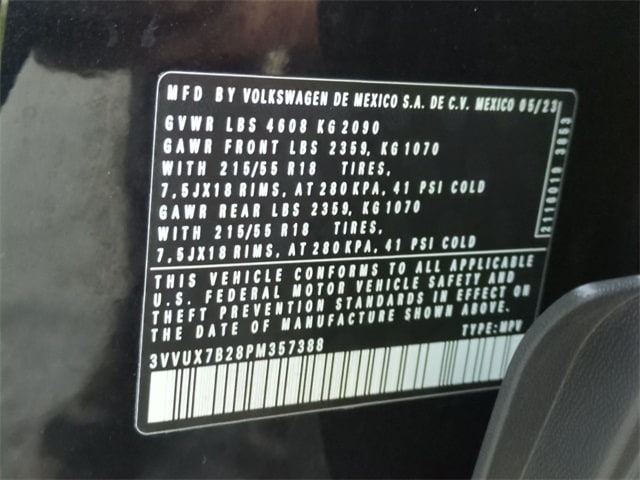 MFD BY VOLKSWAGEN DE MEXICO S.A. DE C.V. MEXICO 05/23
GVWR LBS 4608 KG 2090
GAWR FRONT LBS 2359, KG 1070
WITH 215/55 R18 TIRES,
7,5JX18 RIMS, AT 280 KPA, 41 PSI COLD
GAWR REAR LBS 2359, KG 1070
WITH 215/55 R18 TIRES,
7,5JX18 RIMS, AT 280 KPA, 41 PSI COLD
2116019 3053
THIS VEHICLE CONFORMS TO ALL APPLICABLE
U.S. FEDERAL MOTOR VEHICLE SAFETY AND
THEFT PREVENTION STANDARDS IN EFFECT ON
THE DATE OF MANUFACTURE SHOWN ABOVE.
3VVUX7B28PM357388 TYPE: MPV